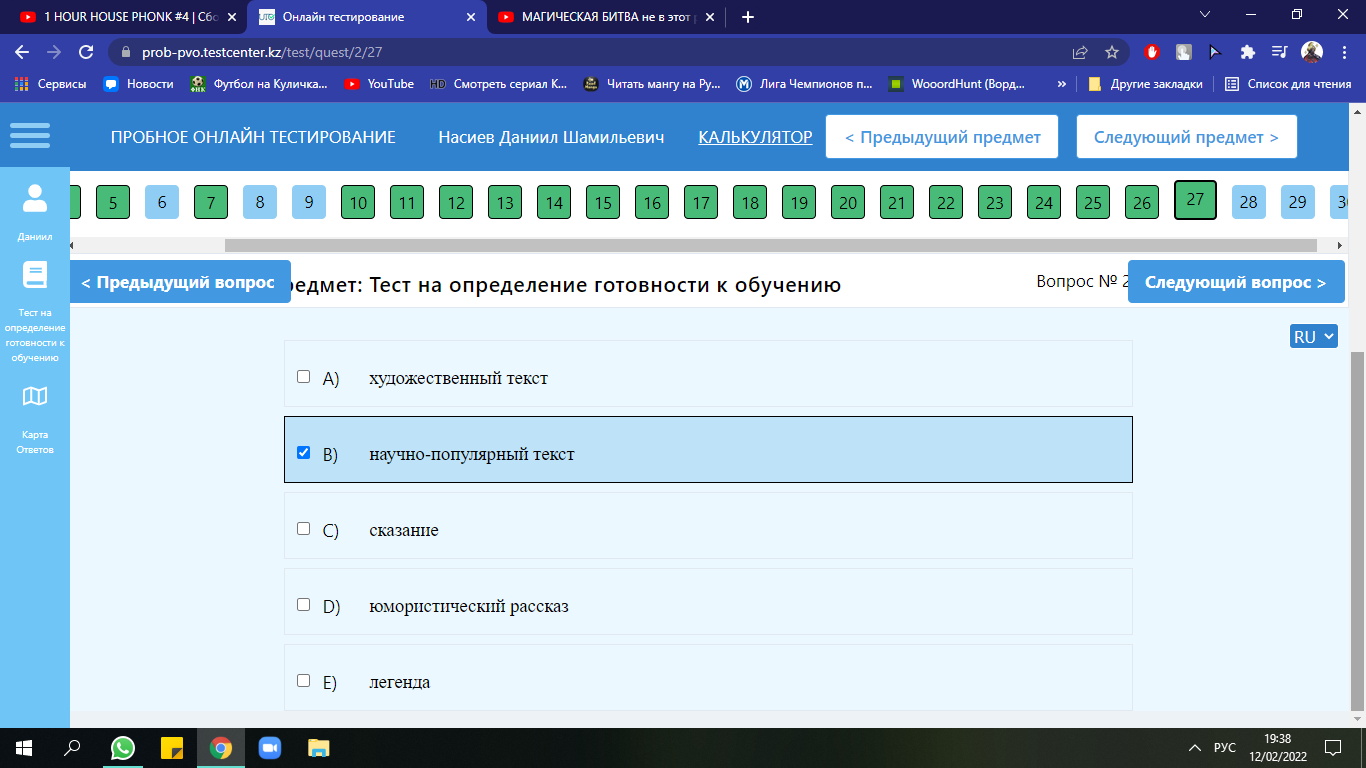 1 HOUR HOUSE PHONK #4 | Сбо
Онлайн тестирование
МАГИЧЕСКАЯ БИТВА не в этот р
prob-pvo.testcenter.kz/test/quest/2/27
Сервисы
Новости
Футбол на Куличка...
YouTube
HD Смотреть сериал К...
Читать мангу на Ру...
Лига Чемпионов п...
WooordHunt (Ворд...
»
Другие закладки
Список для чтения
ПРОБНОЕ ОНЛАЙН ТЕСТИРОВАНИЕ
Насиев Даниил Шамильевич
КАЛЬКУЛЯТОР
< Предыдущий предмет
Следующий предмет >
5 6 7 8 9 10 11 12 13 14 15 16 17 18 19 20 21 22 23 24 25 26 27 28 29 30
Даниил
Тест на
определение
готовности к
обучению
Карта
Ответов
< Предыдущий вопрос
редмет: Тест на определение готовности к обучению
Вопрос № 2
Следующий вопрос >
RU
A) художественный текст
B) научно-популярный текст
C) сказание
D) юмористический рассказ
E) легенда
РУС
19:38
12/02/2022